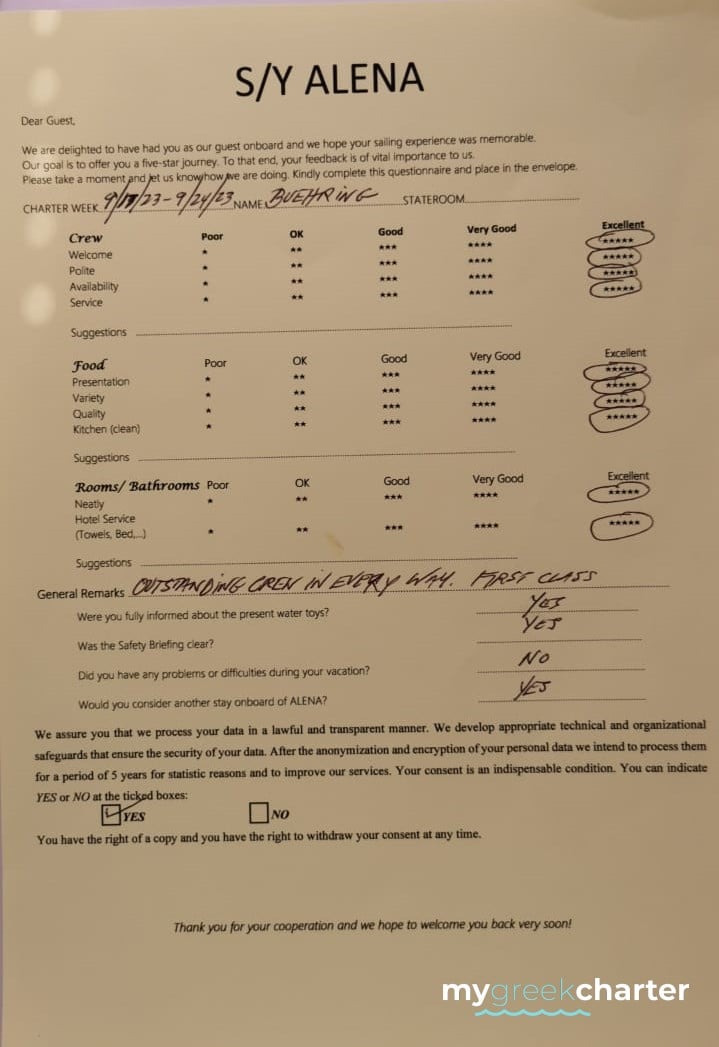 S/Y ALENA
Dear Guest,
We are delighted to have had you as our guest onboard and we hope your sailing experience was memorable.
Our goal is to offer you a five-star journey. To that end, your feedback is of vital importance to us.
Please take a moment and let us know how we are doing. Kindly complete this questionnaire and place in the envelope.
CHARTER WEEK 9/17/23-9/24/23 NAME BUEHRING STATEROOM
Crew Poor OK Good Very Good Excellent
Welcome * ** *** **** *****
Polite * ** *** **** *****
Availability * ** *** **** *****
Service * ** *** **** *****
Suggestions
Food Poor OK Good Very Good Excellent
Presentation * ** *** **** *****
Variety * ** *** **** *****
Quality * ** *** **** *****
Kitchen (clean) * ** *** **** *****
Suggestions
Rooms/ Bathrooms Poor OK Good Very Good Excellent
Neatly * ** *** **** *****
Hotel Service
(Towels, Bed,...) * ** *** **** *****
Suggestions
General Remarks OUTSTANDING CREW IN EVERY WAY. FIRST CLASS
Were you fully informed about the present water toys? YES
Was the Safety Briefing clear? YES
Did you have any problems or difficulties during your vacation? NO
Would you consider another stay onboard of ALENA? YES
We assure you that we process your data in a lawful and transparent manner. We develop appropriate technical and organizational
safeguards that ensure the security of your data. After the anonymization and encryption of your personal data we intend to process them
for a period of 5 years for statistic reasons and to improve our services. Your consent is an indispensable condition. You can indicate
YES or NO at the ticked boxes:
YES NO
You have the right of a copy and you have the right to withdraw your consent at any time.
Thank you for your cooperation and we hope to welcome you back very soon!
mygreekcharter